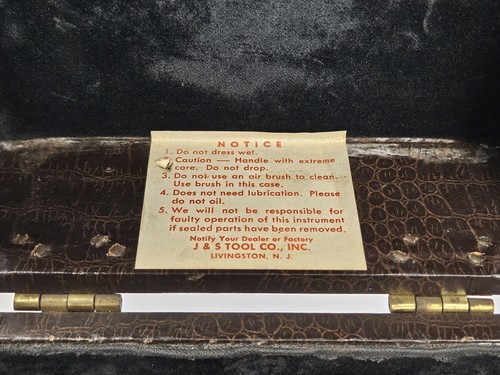 NOTICE
1. Do not dress wet.
Caution — Handle with extreme
care. Do not drop.
3. Do not use an air brush to clean.
Use brush in this case.
4. Does not need lubrication. Please
do not oil.
5. We will not be responsible for
faulty operation of this instrument
if sealed parts have been removed.
Notify Your Dealer or Factory
J & S TOOL CO., INC.
LIVINGSTON, N. J.